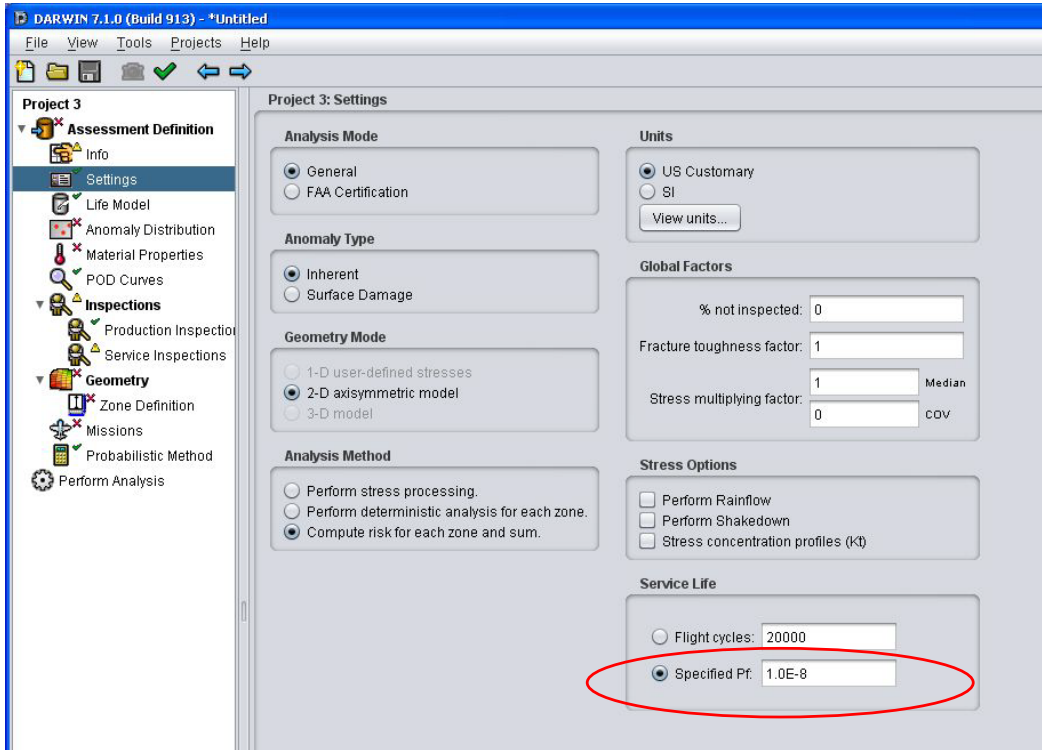 DARWIN 7.1.0 (Build 913) - *Untitled
File View Tools Projects Help
Project 3
Assessment Definition
Info
Settings
Life Model
Anomaly Distribution
Material Properties
POD Curves
Inspections
Production Inspection
Service Inspections
Geometry
Zone Definition
Missions
Probabilistic Method
Perform Analysis
Project 3: Settings
Analysis Mode
General
FAA Certification
Anomaly Type
Inherent
Surface Damage
Geometry Mode
1-D user-defined stresses
2-D axisymmetric model
3-D model
Analysis Method
Perform stress processing.
Perform deterministic analysis for each zone.
Compute risk for each zone and sum.
Units
US Customary
SI
View units...
Global Factors
% not inspected: 0
Fracture toughness factor: 1
Stress multiplying factor:
1 Median
0 COV
Stress Options
Perform Rainflow
Perform Shakedown
Stress concentration profiles (Kt)
Service Life
Flight cycles: 20000
Specified Pf: 1.0E-8